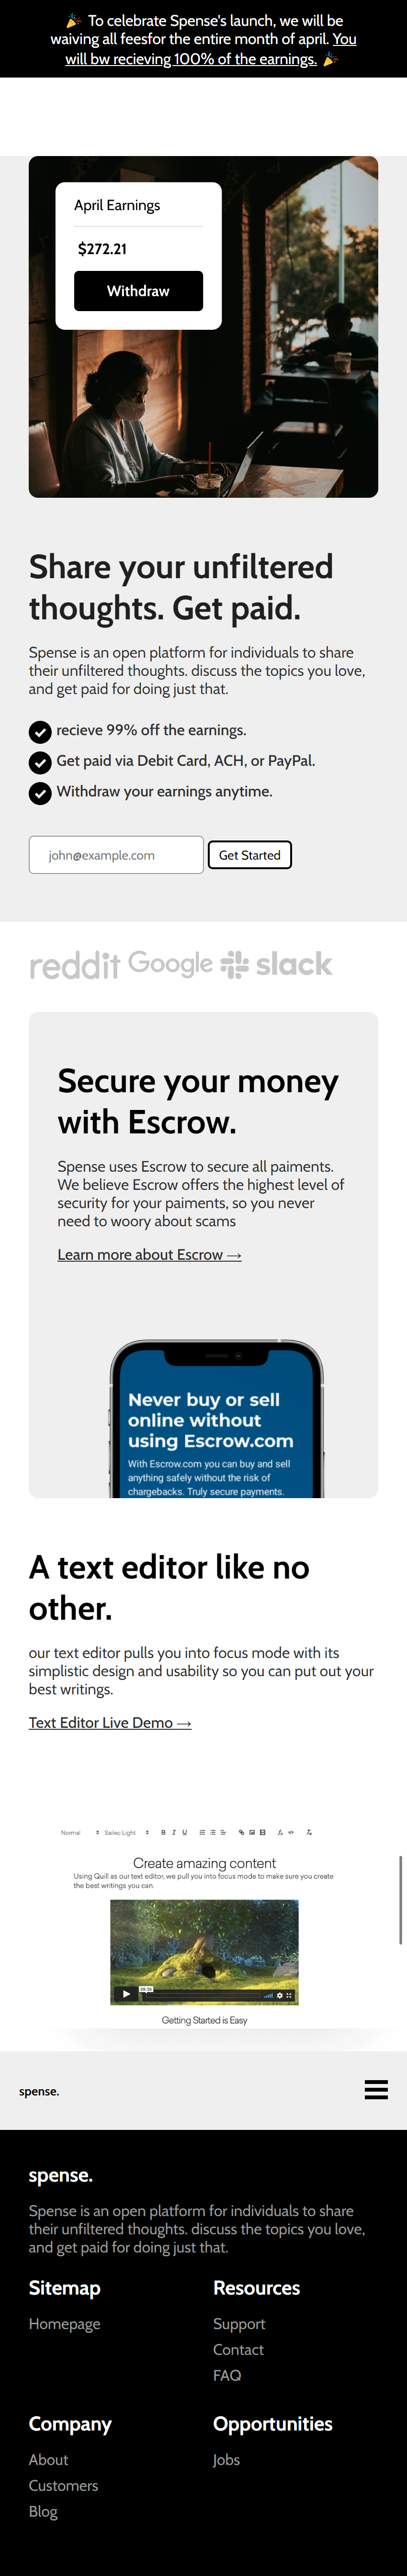 🎉 To celebrate Spense's launch, we will be
waiving all feesfor the entire month of april. You
will bw recieving 100% of the earnings. 🎉
April Earnings
$272.21
Withdraw
Share your unfiltered
thoughts. Get paid.
Spense is an open platform for individuals to share
their unfiltered thoughts. discuss the topics you love,
and get paid for doing just that.
recieve 99% off the earnings.
Get paid via Debit Card, ACH, or PayPal.
Withdraw your earnings anytime.
john@example.com
Get Started
reddit Google slack
Secure your money
with Escrow.
Spense uses Escrow to secure all paiments.
We believe Escrow offers the highest level of
security for your paiments, so you never
need to woory about scams
Learn more about Escrow →
Never buy or sell
online without
using Escrow.com
With Escrow.com you can buy and sell
anything safely without the risk of
chargebacks. Truly secure payments.
A text editor like no
other.
our text editor pulls you into focus mode with its
simplistic design and usability so you can put out your
best writings.
Text Editor Live Demo →
Normal Sailec Light B I U
Create amazing content
Using Quill as our text editor, we pull you into focus mode to make sure you create
the best writings you can
Getting Started is Easy
spense.
spense.
Spense is an open platform for individuals to share
their unfiltered thoughts. discuss the topics you love,
and get paid for doing just that.
Sitemap
Homepage
Resources
Support
Contact
FAQ
Company
About
Customers
Blog
Opportunities
Jobs